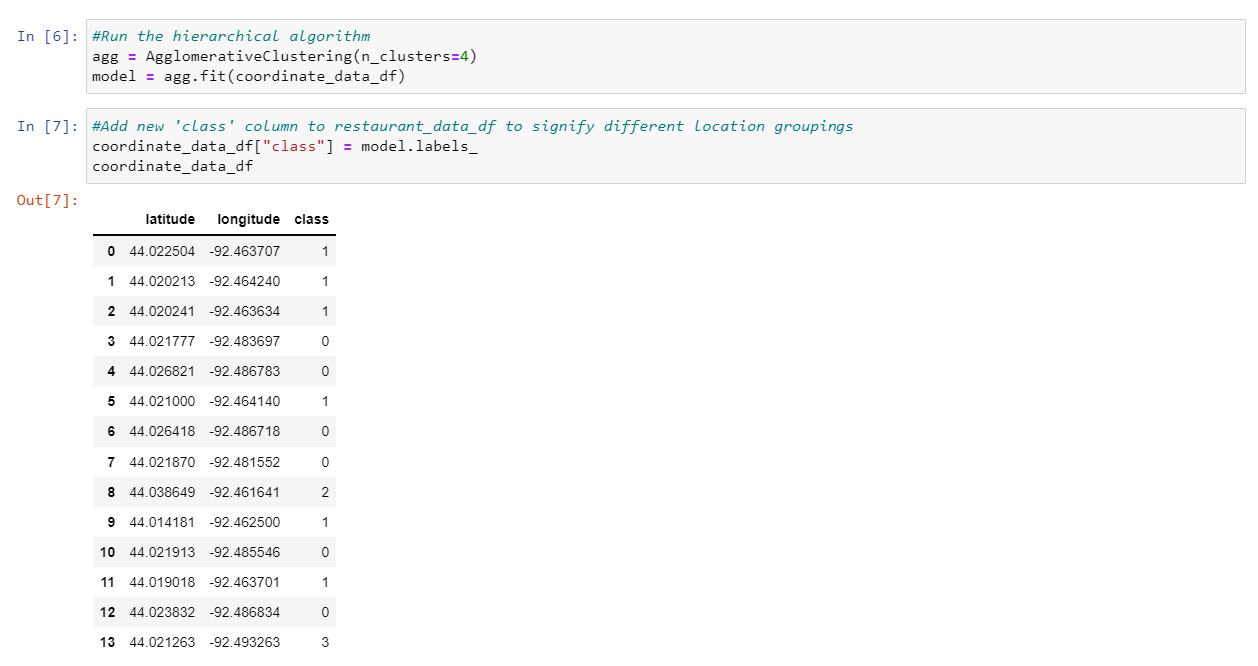 In [6]: #Run the hierarchical algorithm
agg = AgglomerativeClustering(n_clusters=4)
model = agg.fit(coordinate_data_df)
In [7]: #Add new 'class' column to restaurant_data_df to signify different location groupings
coordinate_data_df["class"] = model.labels_
coordinate_data_df
Out[7]:
latitude longitude class
0 44.022504 -92.463707 1
1 44.020213 -92.464240 1
2 44.020241 -92.463634 1
3 44.021777 -92.483697 0
4 44.026821 -92.486783 0
5 44.021000 -92.464140 1
6 44.026418 -92.486718 0
7 44.021870 -92.481552 0
8 44.038649 -92.461641 2
9 44.014181 -92.462500 1
10 44.021913 -92.485546 0
11 44.019018 -92.463701 1
12 44.023832 -92.486834 0
13 44.021263 -92.493263 3